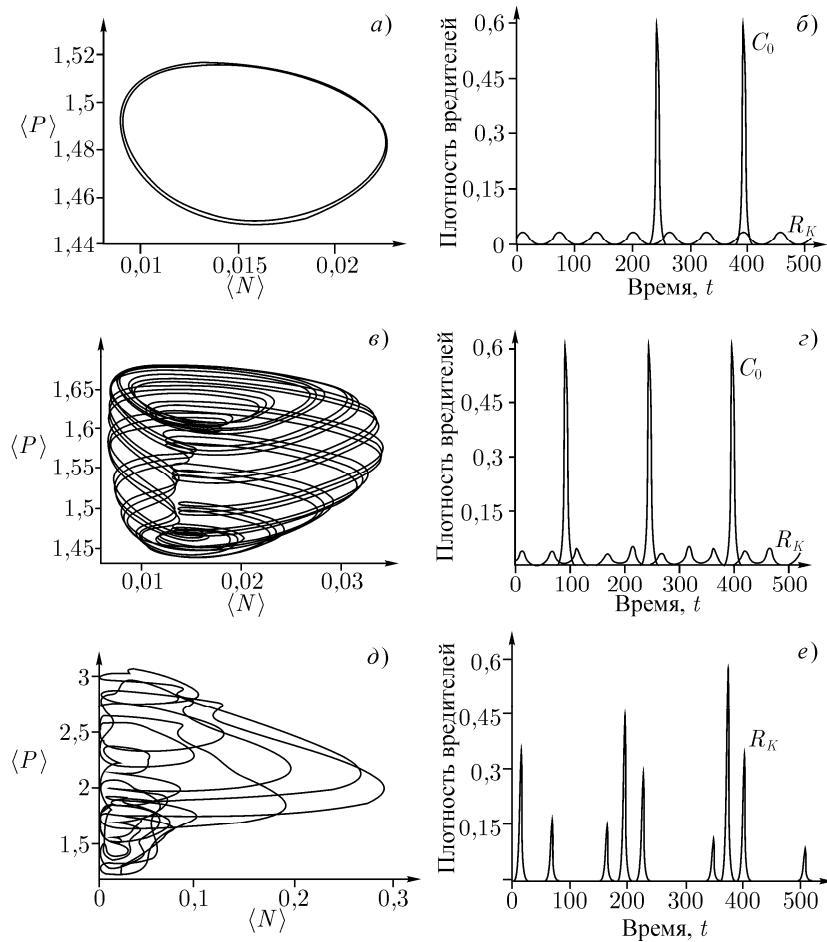 а)
1,52
1,5
⟨P⟩
1,48
1,46
1,44
0,01
0,015
0,02
⟨N⟩
б)
Плотность вредителей
0,6
0,45
0,3
0,15
0
C₀
R_K
0
100
200
300
400
500
Время, t
в)
1,65
1,6
⟨P⟩
1,55
1,5
1,45
0,01
0,02
0,03
⟨N⟩
г)
Плотность вредителей
0,6
0,45
0,3
0,15
C₀
R_K
0
100
200
300
400
500
Время, t
д)
3
2,5
⟨P⟩
2
1,5
0
0,1
0,2
0,3
⟨N⟩
е)
Плотность вредителей
0,6
0,45
0,3
0,15
R_K
0
100
200
300
400
500
Время, t